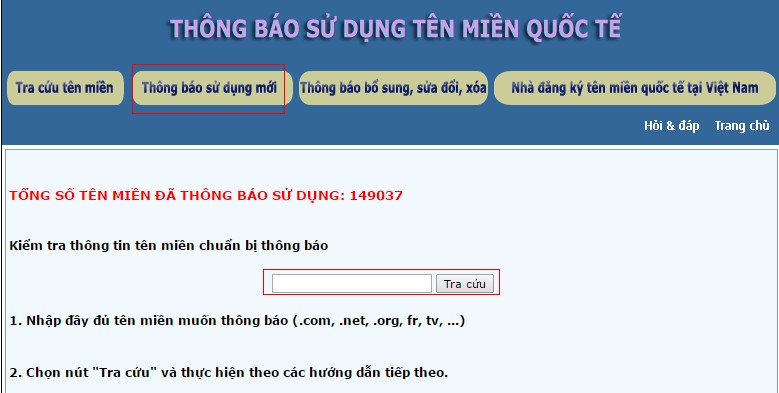 THÔNG BÁO SỬ DỤNG TÊN MIỀN QUỐC TẾ
Tra cứu tên miền Thông báo sử dụng mới Thông báo bổ sung, sửa đổi, xóa Nhà đăng ký tên miền quốc tế tại Việt Nam
Hỏi & đáp Trang chủ
TỔNG SỐ TÊN MIỀN ĐÃ THÔNG BÁO SỬ DỤNG: 149037
Kiểm tra thông tin tên miền chuẩn bị thông báo
Tra cứu
1. Nhập đầy đủ tên miền muốn thông báo (.com, .net, .org, fr, tv, ...)
2. Chọn nút "Tra cứu" và thực hiện theo các hướng dẫn tiếp theo.